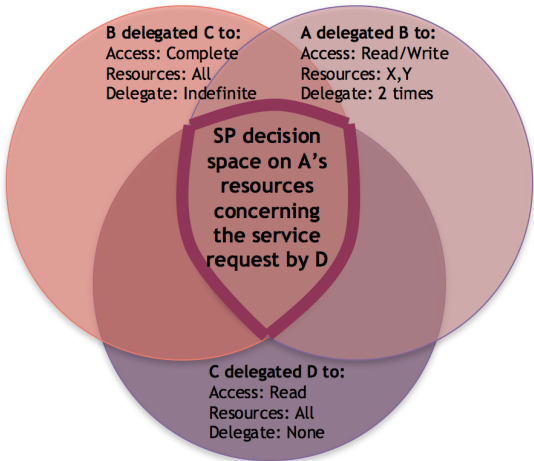 B delegated C to:
Access: Complete
Resources: All
Delegate: Indefinite
A delegated B to:
Access: Read/Write
Resources: X,Y
Delegate: 2 times
SP decision
space on A's
resources
concerning
the service
request by D
C delegated D to:
Access: Read
Resources: All
Delegate: None